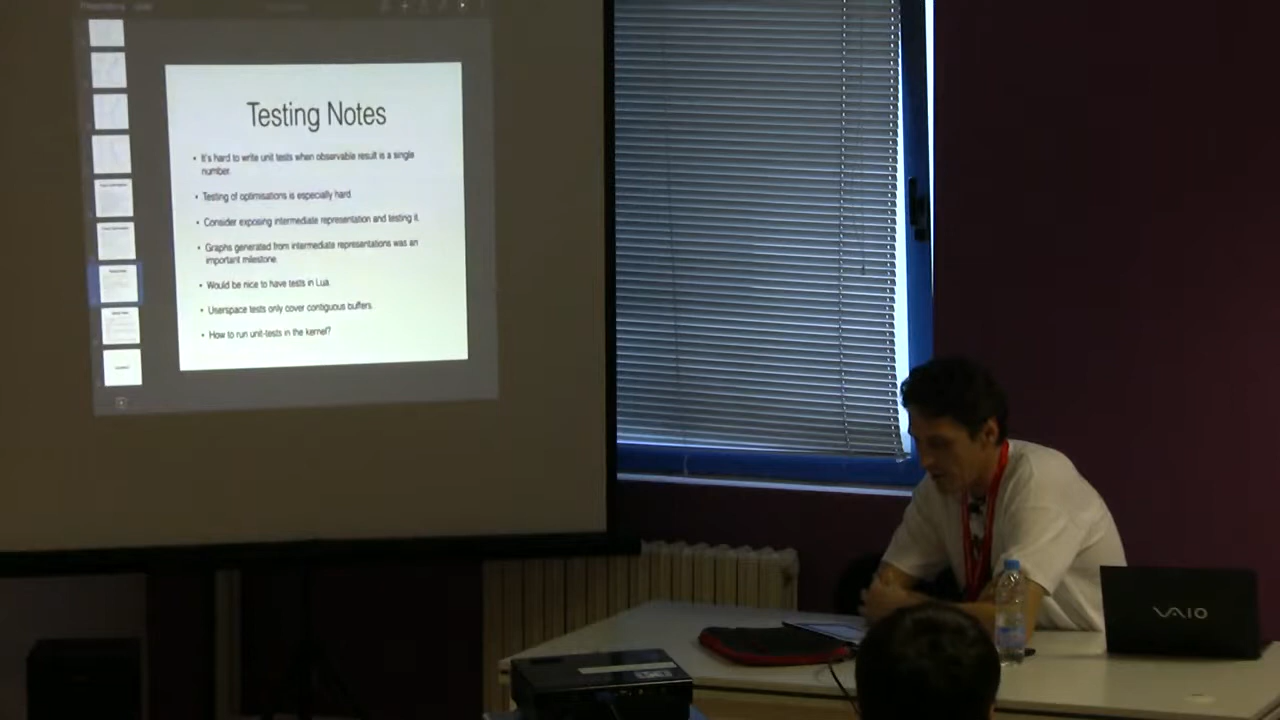 Testing Notes
• It's hard to write unit tests when observable result is a single
number.
• Testing of optimisations is especially hard.
• Consider exposing intermediate representation and testing it.
• Graphs generated from intermediate representations was an
important milestone.
• Would be nice to have tests in Lua.
• Userspace tests only cover contiguous buffers.
• How to run unit-tests in the kernel?
VAIO